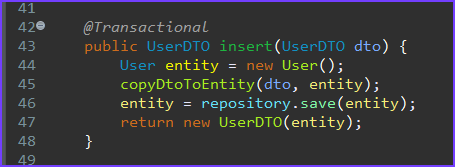 41
42 @Transactional
43 public UserDTO insert(UserDTO dto) {
44 User entity = new User();
45 copyDtoToEntity(dto, entity);
46 entity = repository.save(entity);
47 return new UserDTO(entity);
48 }
49